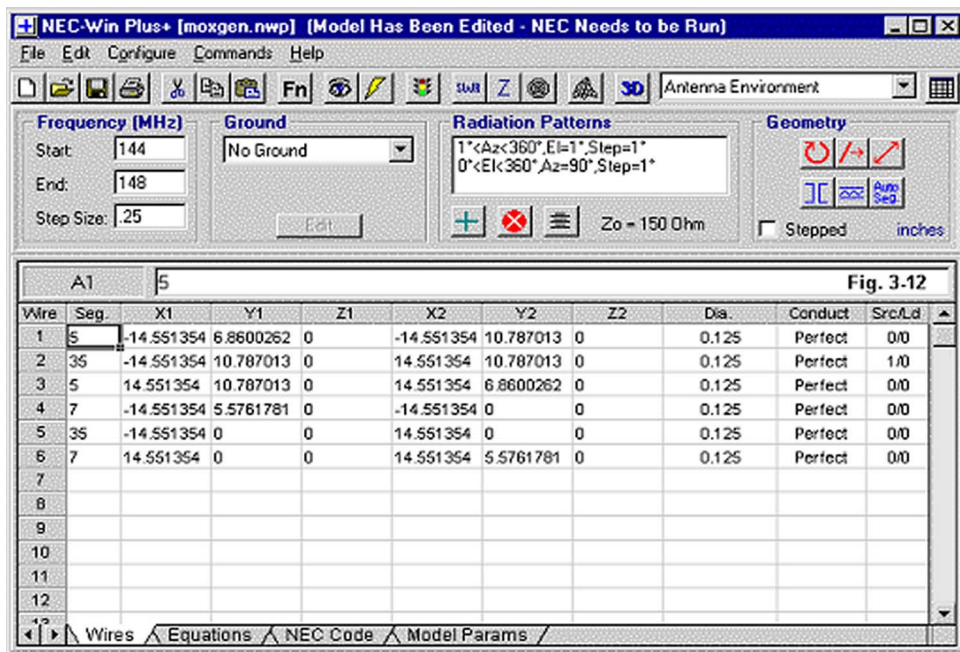 NEC-Win Plus+ [moxgen.nwp] (Model Has Been Edited - NEC Needs to be Run)
File Edit Configure Commands Help
Fn SWR Z 3D Antenna Environment
Frequency (MHz) Ground Radiation Patterns Geometry
Start: 144 No Ground 1°<Az<360°,El=1°,Step=1°
0°<El<360°,Az=90°,Step=1°
End: 148
Auto Seg.
Step Size: .25 Edit Zo = 150 Ohm Stepped inches
A1 5 Fig. 3-12
Wire Seg. X1 Y1 Z1 X2 Y2 Z2 Dia. Conduct Src/Ld
1 5 -14.551354 6.8600262 0 -14.551354 10.787013 0 0.125 Perfect 0/0
2 35 -14.551354 10.787013 0 14.551354 10.787013 0 0.125 Perfect 1/0
3 5 14.551354 10.787013 0 14.551354 6.8600262 0 0.125 Perfect 0/0
4 7 -14.551354 5.5761781 0 -14.551354 0 0 0.125 Perfect 0/0
5 35 -14.551354 0 0 14.551354 0 0 0.125 Perfect 0/0
6 7 14.551354 0 0 14.551354 5.5761781 0 0.125 Perfect 0/0
7
8
9
10
11
12
13
Wires Equations NEC Code Model Params